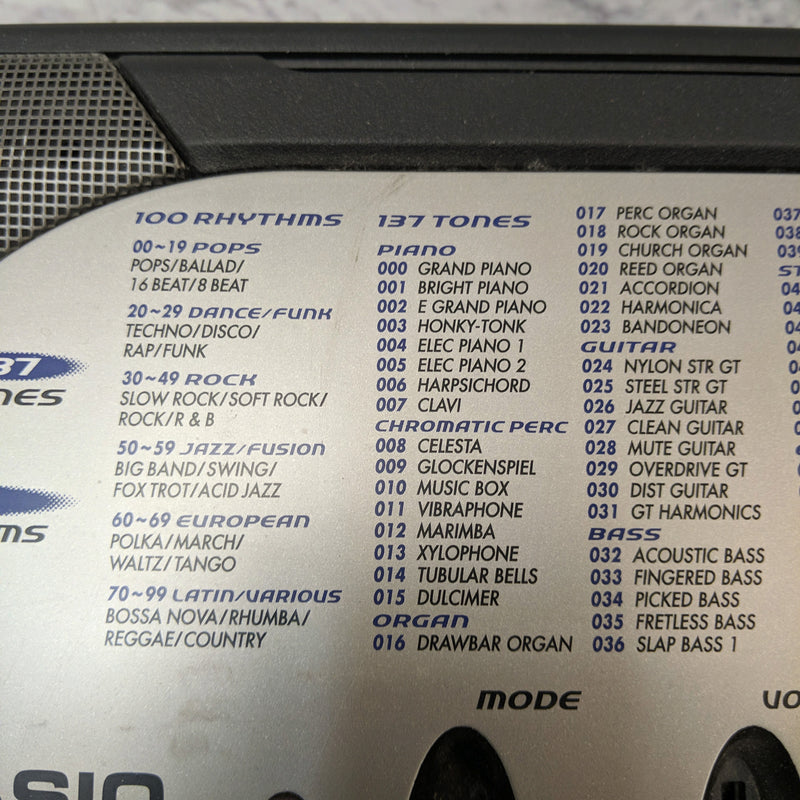 100 RHYTHMS
00~19 POPS
POPS/BALLAD/
16 BEAT/8 BEAT
20~29 DANCE/FUNK
TECHNO/DISCO/
RAP/FUNK
30~49 ROCK
SLOW ROCK/SOFT ROCK/
ROCK/R & B
50~59 JAZZ/FUSION
BIG BAND/SWING/
FOX TROT/ACID JAZZ
60~69 EUROPEAN
POLKA/MARCH/
WALTZ/TANGO
70~99 LATIN/VARIOUS
BOSSA NOVA/RHUMBA/
REGGAE/COUNTRY
137 TONES
PIANO
000 GRAND PIANO
001 BRIGHT PIANO
002 E GRAND PIANO
003 HONKY-TONK
004 ELEC PIANO 1
005 ELEC PIANO 2
006 HARPSICHORD
007 CLAVI
CHROMATIC PERC
008 CELESTA
009 GLOCKENSPIEL
010 MUSIC BOX
011 VIBRAPHONE
012 MARIMBA
013 XYLOPHONE
014 TUBULAR BELLS
015 DULCIMER
ORGAN
016 DRAWBAR ORGAN
017 PERC ORGAN
018 ROCK ORGAN
019 CHURCH ORGAN
020 REED ORGAN
021 ACCORDION
022 HARMONICA
023 BANDONEON
GUITAR
024 NYLON STR GT
025 STEEL STR GT
026 JAZZ GUITAR
027 CLEAN GUITAR
028 MUTE GUITAR
029 OVERDRIVE GT
030 DIST GUITAR
031 GT HARMONICS
BASS
032 ACOUSTIC BASS
033 FINGERED BASS
034 PICKED BASS
035 FRETLESS BASS
036 SLAP BASS 1
037
MODE